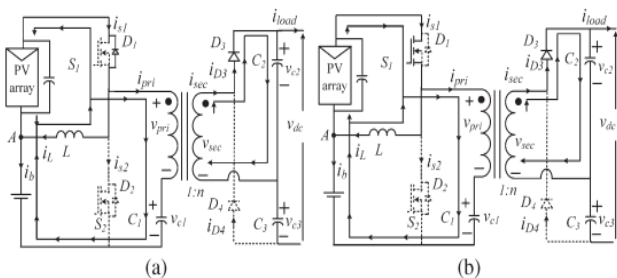 i_s1
D_1
S_1
PV
array
i_pri
i_sec
D_3
i_D3
C_2
i_load
v_c2
v_pri
v_sec
v_dc
A
i_L
L
i_b
i_s2
D_2
S_2
C_1
v_c1
1:n
D_4
i_D4
C_3
v_c3
(a)
i_s1
D_1
S_1
PV
array
i_pri
i_sec
D_3
i_D3
C_2
i_load
v_c2
v_pri
v_sec
v_dc
A
i_L
L
i_b
i_s2
D_2
S_2
C_1
v_c1
1:n
D_4
i_D4
C_3
v_c3
(b)